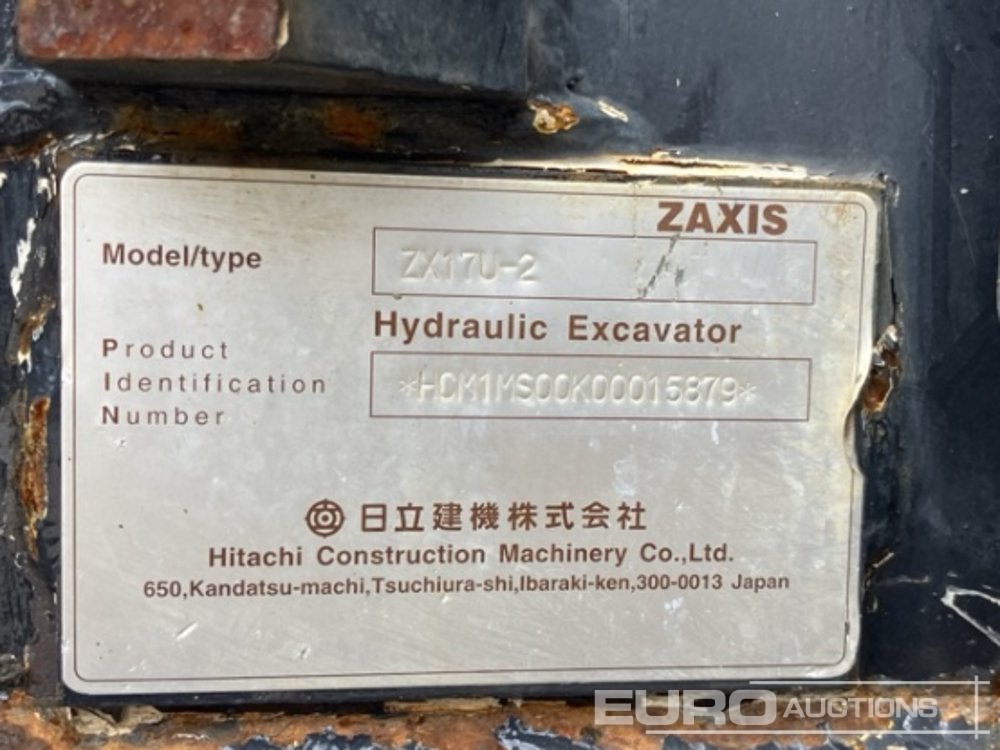 ZAXIS
Model/type ZX17U-2
Hydraulic Excavator
Product
Identification *HCM1MS00K00015879*
Number
日立建機株式会社
Hitachi Construction Machinery Co.,Ltd.
650,Kandatsu-machi,Tsuchiura-shi,Ibaraki-ken,300-0013 Japan
EURO AUCTIONS